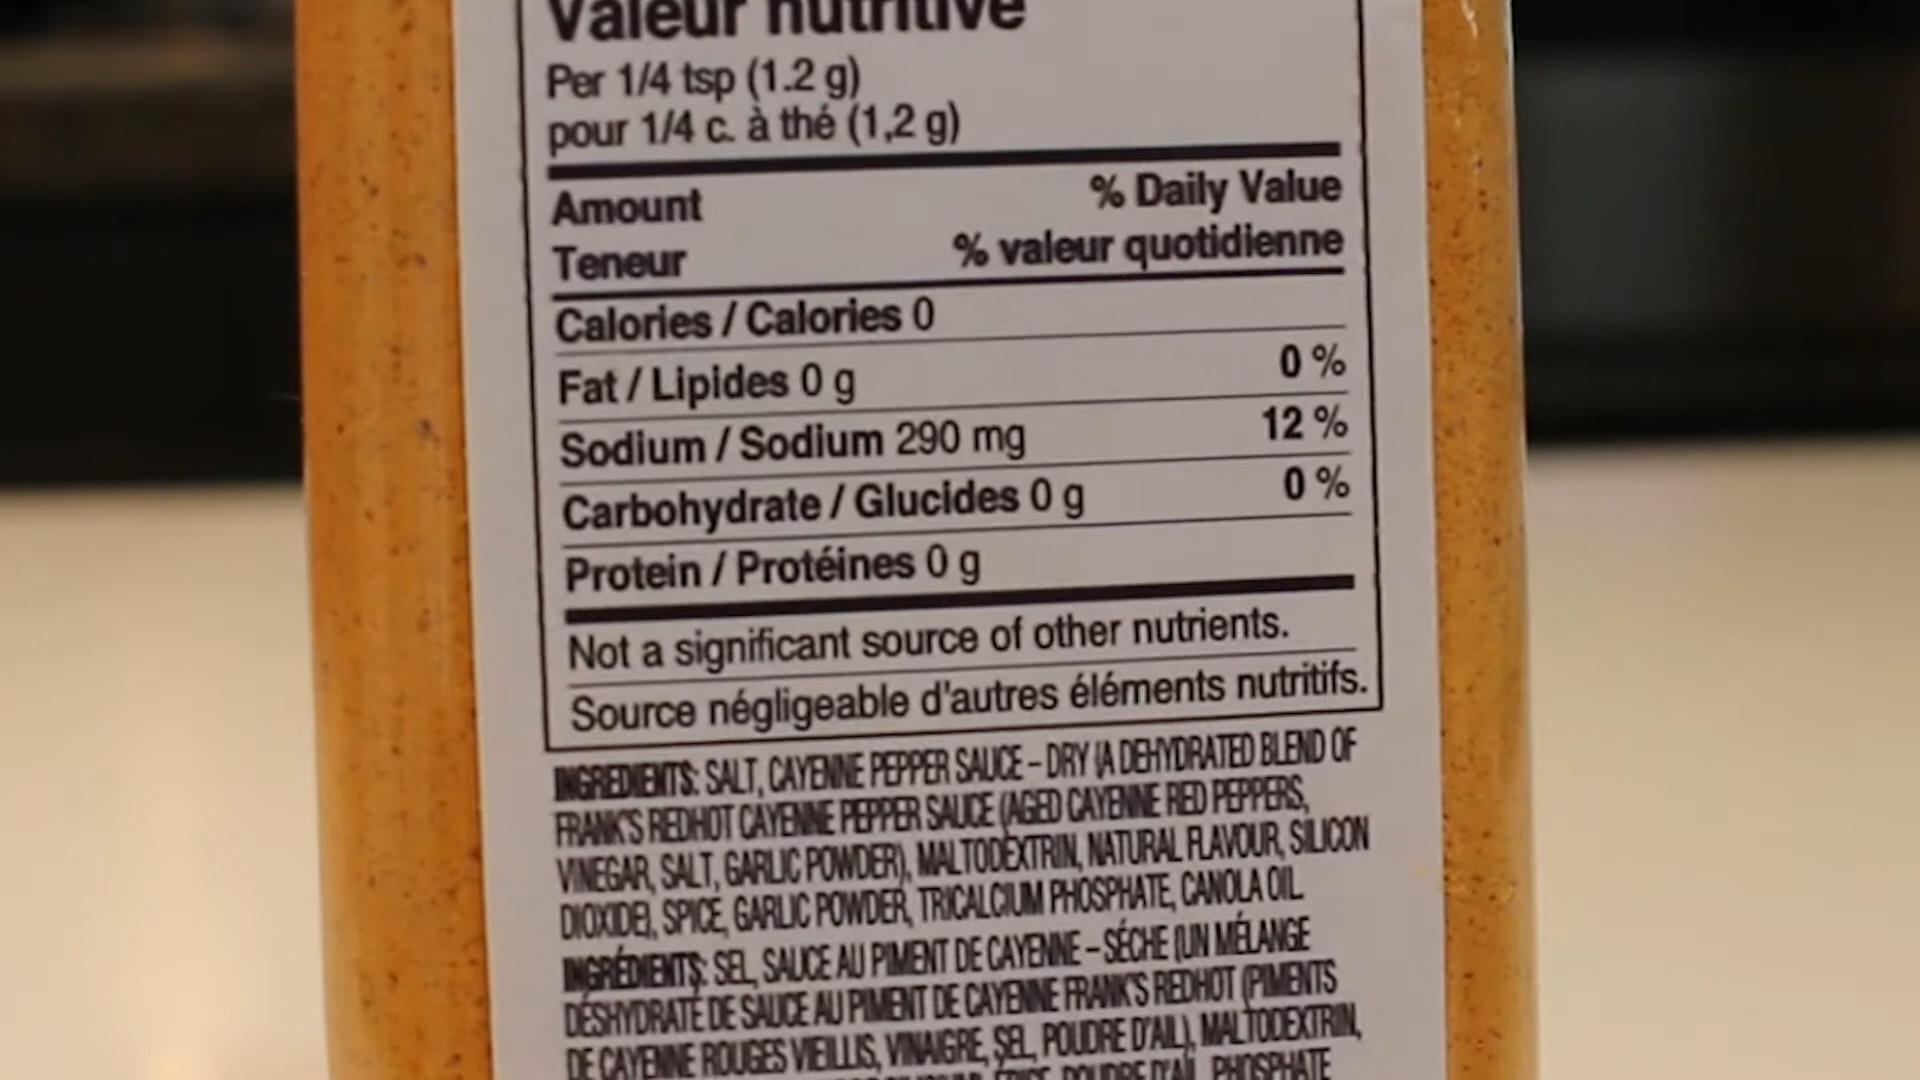 Valeur nutritive
Per 1/4 tsp (1.2 g)
pour 1/4 c. à thé (1,2 g)
Amount % Daily Value
Teneur % valeur quotidienne
Calories / Calories 0
Fat / Lipides 0 g 0 %
Sodium / Sodium 290 mg 12 %
Carbohydrate / Glucides 0 g 0 %
Protein / Protéines 0 g
Not a significant source of other nutrients.
Source négligeable d'autres éléments nutritifs.
INGREDIENTS: SALT, CAYENNE PEPPER SAUCE – DRY (A DEHYDRATED BLEND OF
FRANK'S REDHOT CAYENNE PEPPER SAUCE (AGED CAYENNE RED PEPPERS,
VINEGAR, SALT, GARLIC POWDER), MALTODEXTRIN, NATURAL FLAVOUR, SILICON
DIOXIDE), SPICE, GARLIC POWDER, TRICALCIUM PHOSPHATE, CANOLA OIL.
INGRÉDIENTS: SEL, SAUCE AU PIMENT DE CAYENNE – SÉCHE (UN MÉLANGE
DÉSHYDRATÉ DE SAUCE AU PIMENT DE CAYENNE FRANK'S REDHOT (PIMENTS
DE CAYENNE ROUGES VIEILLIS, VINAIGRE, SEL, POUDRE D'AIL), MALTODEXTRIN,
ÉPICE, POUDRE D'AIL, PHOSPHATE